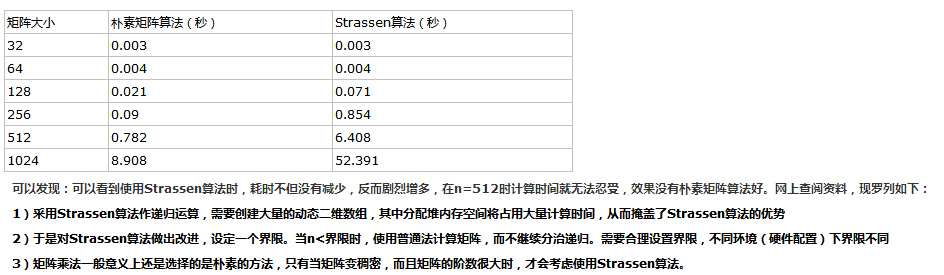 矩阵大小 朴素矩阵算法（秒） Strassen算法（秒）
32 0.003 0.003
64 0.004 0.004
128 0.021 0.071
256 0.09 0.854
512 0.782 6.408
1024 8.908 52.391
可以发现：可以看到使用Strassen算法时，耗时不但没有减少，反而剧烈增多，在n=512时计算时间就无法忍受，效果没有朴素矩阵算法好。网上查阅资料，现罗列如下：
1）采用Strassen算法作递归运算，需要创建大量的动态二维数组，其中分配堆内存空间将占用大量计算时间，从而掩盖了Strassen算法的优势
2）于是对Strassen算法做出改进，设定一个界限。当n<界限时，使用普通法计算矩阵，而不继续分治递归。需要合理设置界限，不同环境（硬件配置）下界限不同
3）矩阵乘法一般意义上还是选择的是朴素的方法，只有当矩阵变稠密，而且矩阵的阶数很大时，才会考虑使用Strassen算法。